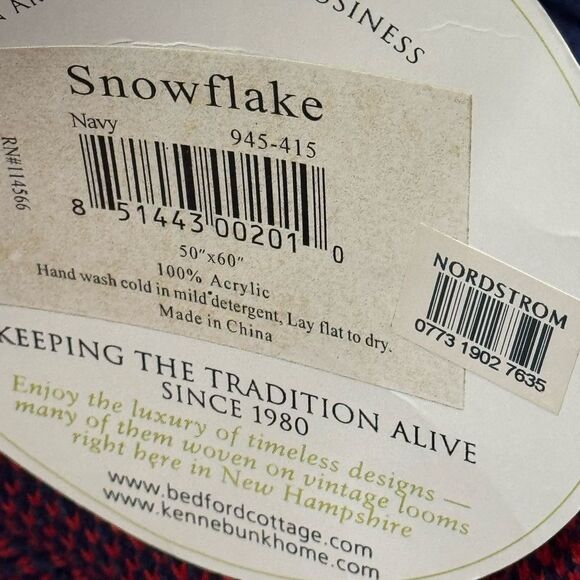 USINESS
Snowflake
Navy 945-415
RN#114566
8 51443 00201 0
50"x60"
100% Acrylic
Hand wash cold in mild detergent, Lay flat to dry.
Made in China
NORDSTROM
0773 1902 7635
KEEPING THE TRADITION ALIVE
SINCE 1980
Enjoy the luxury of timeless designs —
many of them woven on vintage looms
right here in New Hampshire
www.bedfordcottage.com
www.kennebunkhome.com